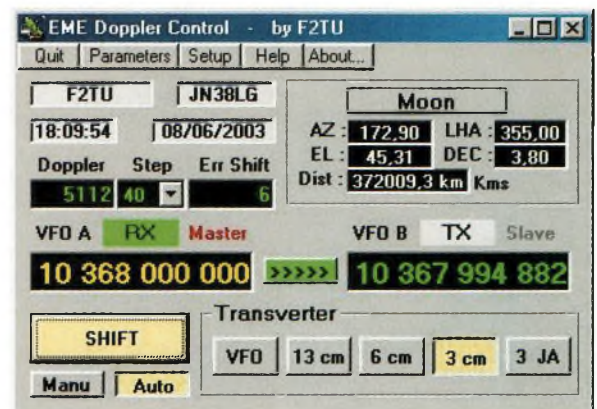 EME Doppler Control - by F2TU
Quit Parameters Setup Help About...
F2TU JN38LG
18:09:54 08/06/2003
Doppler Step Err Shift
5112 40 6
Moon
AZ : 172,90 LHA : 355,00
EL : 45,31 DEC : 3,80
Dist : 372009,3 km Kms
VFO A RX Master VFO B TX Slave
10 368 000 000 >>>>> 10 367 994 882
SHIFT
Manu Auto
Transverter
VFO 13 cm 6 cm 3 cm 3 JA